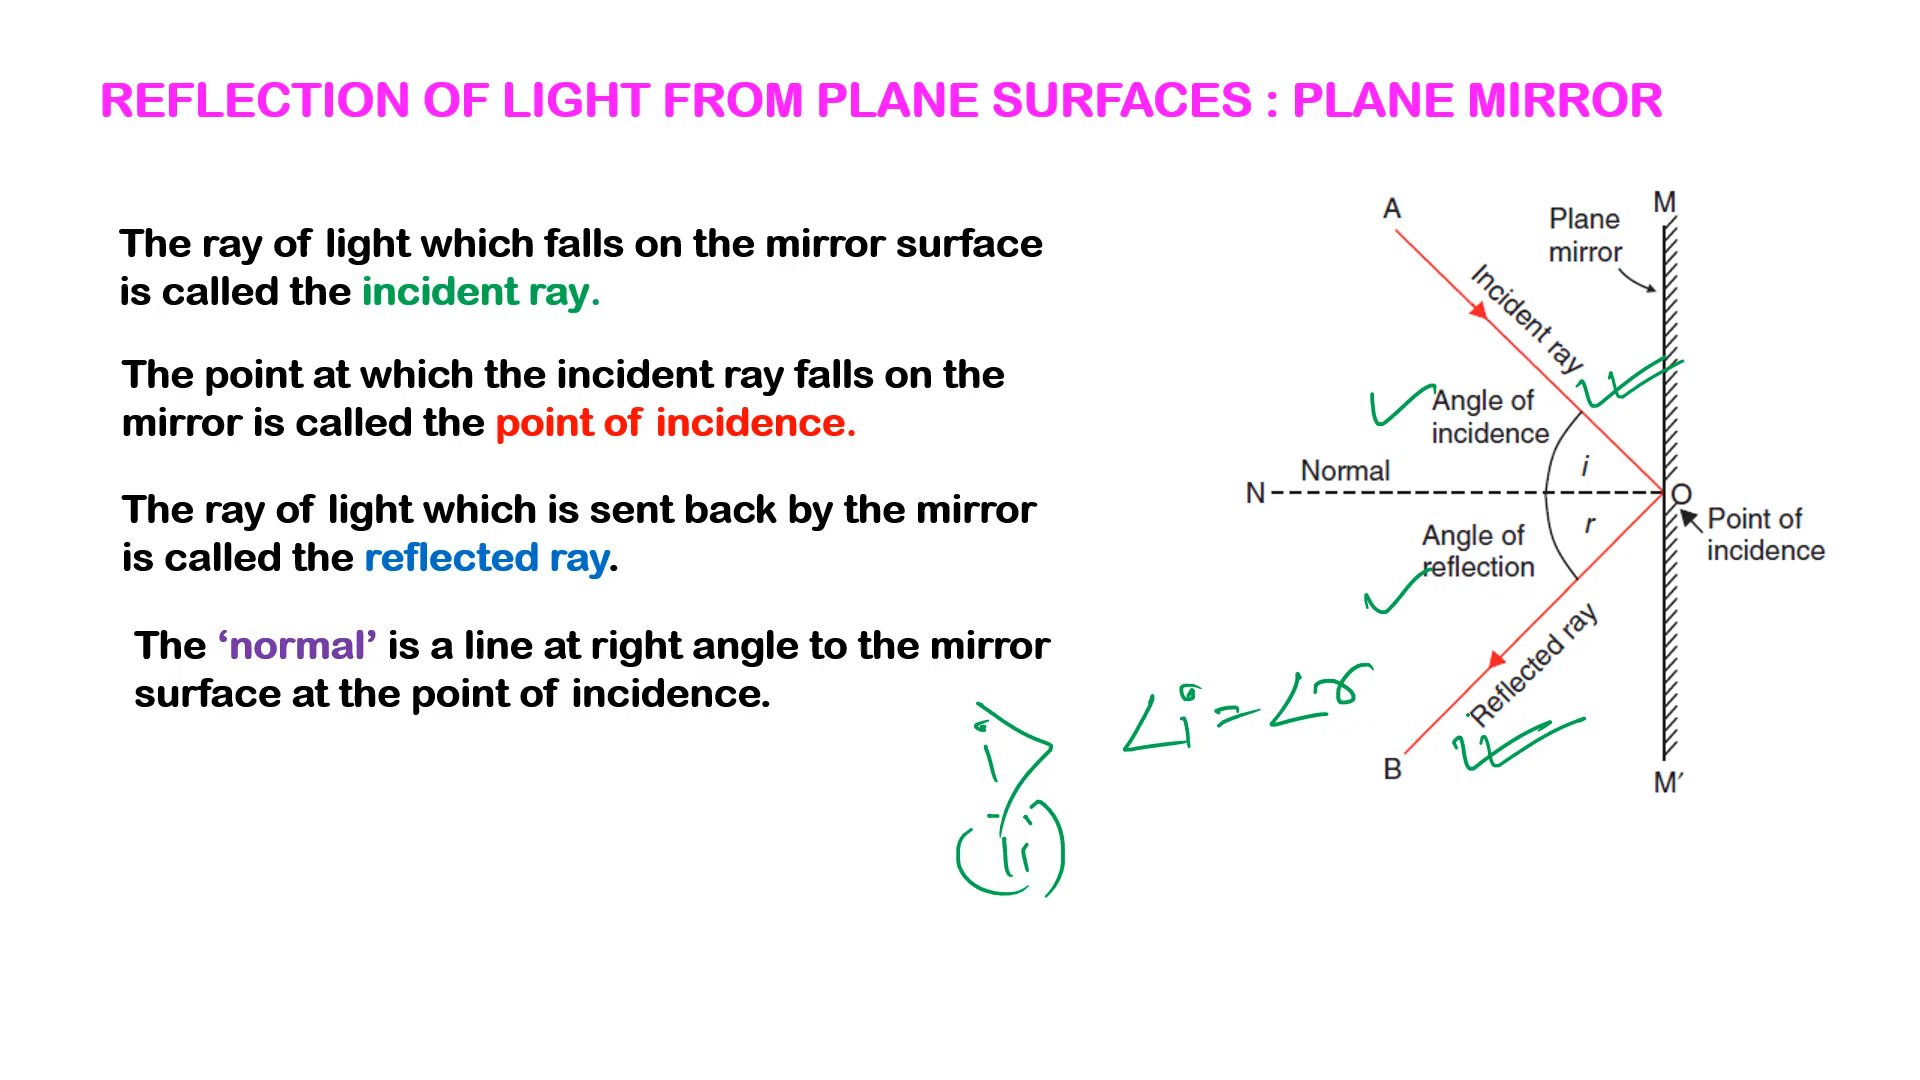 REFLECTION OF LIGHT FROM PLANE SURFACES : PLANE MIRROR
The ray of light which falls on the mirror surface
is called the incident ray.
The point at which the incident ray falls on the
mirror is called the point of incidence.
The ray of light which is sent back by the mirror
is called the reflected ray.
The ‘normal’ is a line at right angle to the mirror
surface at the point of incidence.
A
Plane
mirror
M
Incident ray
Angle of
incidence
i
Normal
N
O
Point of
incidence
r
Angle of
reflection
Reflected ray
B
M′
∠i = ∠r
i
(ii)